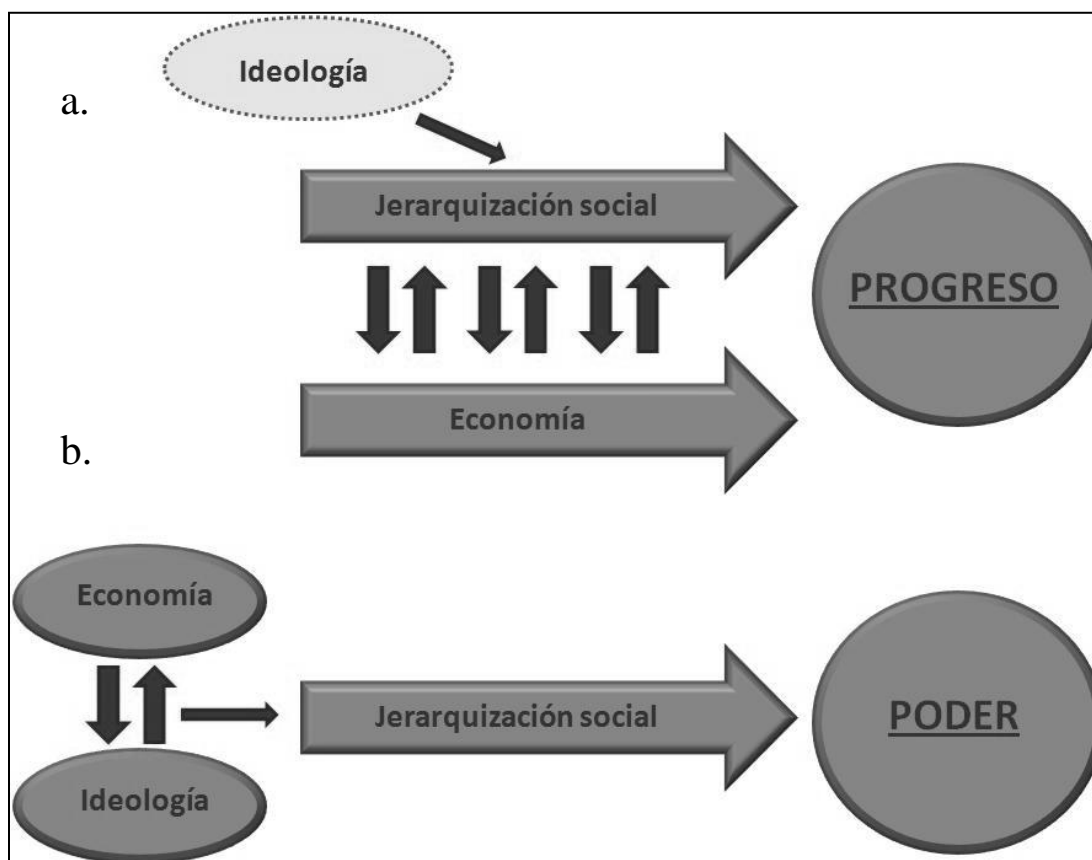 Ideología
a.
Jerarquización social
PROGRESO
Economía
b.
Economía
Jerarquización social
PODER
Ideología